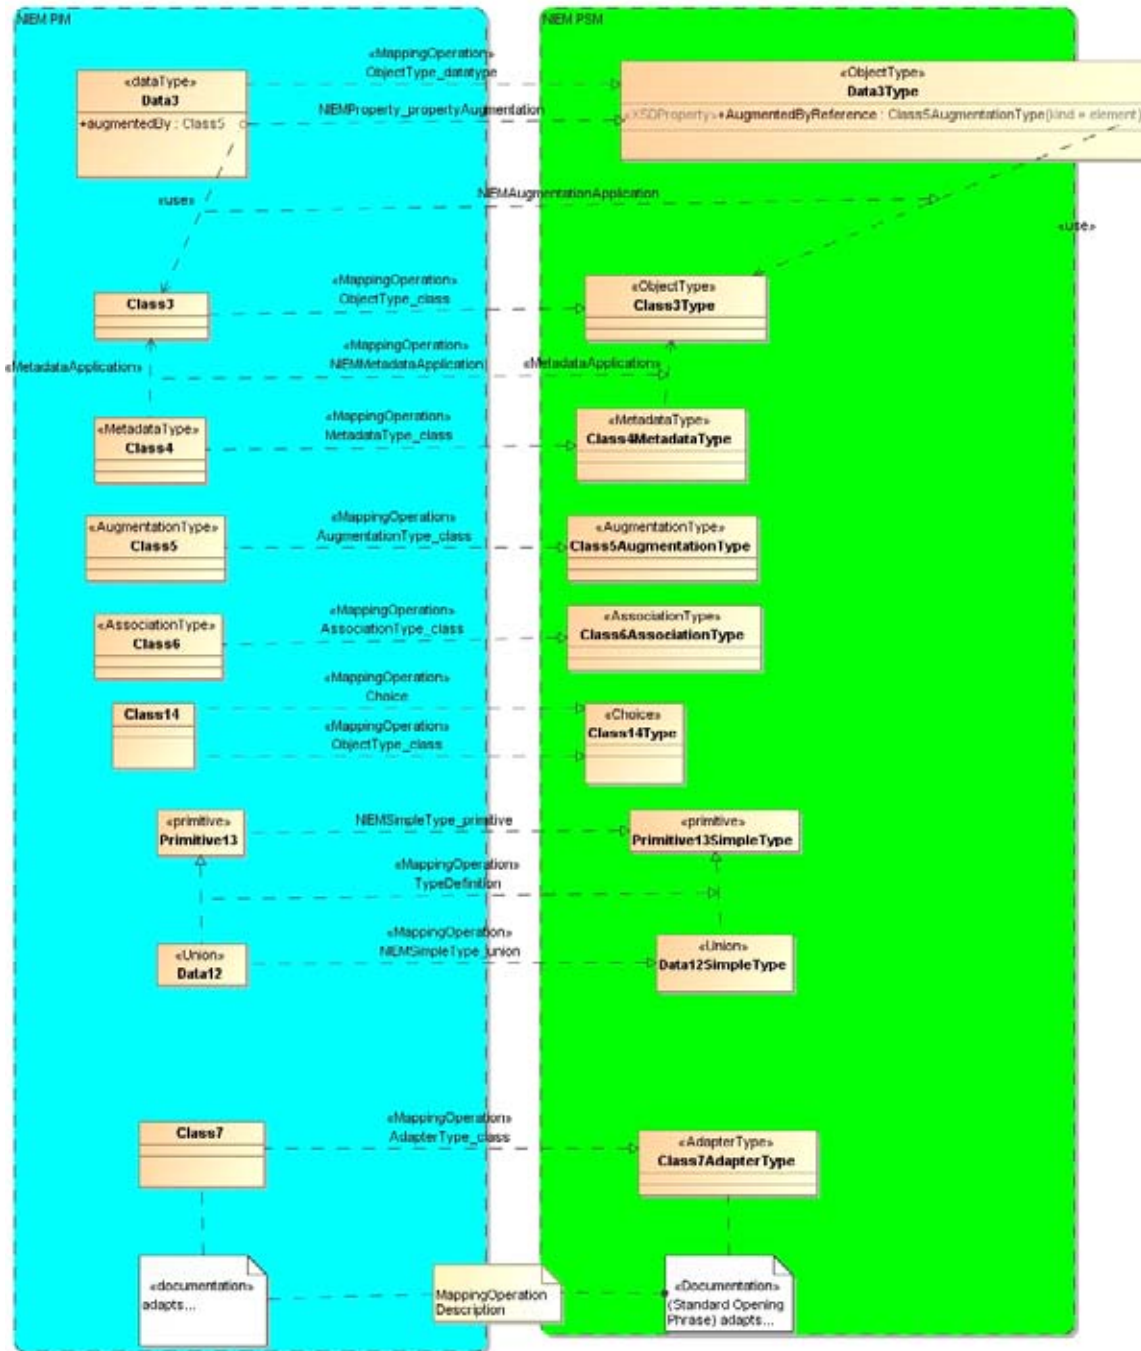 NIEM PIM
NIEM PSM
«MappingOperation»
ObjectType_datatype
«dataType»
Data3
+augmentedBy : Class5
«ObjectType»
Data3Type
«XSDProperty»+AugmentedByReference : Class5AugmentationType(kind = element)
NIEMProperty_propertyAugmentation
«use»
NIEMAugmentationApplication
«use»
Class3
«MappingOperation»
ObjectType_class
«ObjectType»
Class3Type
«MetadataApplication»
«MappingOperation»
NIEMMetadataApplication
«MetadataApplication»
«MetadataType»
Class4
«MappingOperation»
MetadataType_class
«MetadataType»
Class4MetadataType
«AugmentationType»
Class5
«MappingOperation»
AugmentationType_class
«AugmentationType»
Class5AugmentationType
«AssociationType»
Class6
«MappingOperation»
AssociationType_class
«AssociationType»
Class6AssociationType
«MappingOperation»
Choice
Class14
«MappingOperation»
ObjectType_class
«Choice»
Class14Type
«primitive»
Primitive13
NIEMSimpleType_primitive
«primitive»
Primitive13SimpleType
«MappingOperation»
TypeDefinition
«Union»
Data12
«MappingOperation»
NIEMSimpleType_union
«Union»
Data12SimpleType
Class7
«MappingOperation»
AdapterType_class
«AdapterType»
Class7AdapterType
«documentation»
adapts...
MappingOperation
Description
«Documentation»
(Standard Opening
Phrase) adapts...